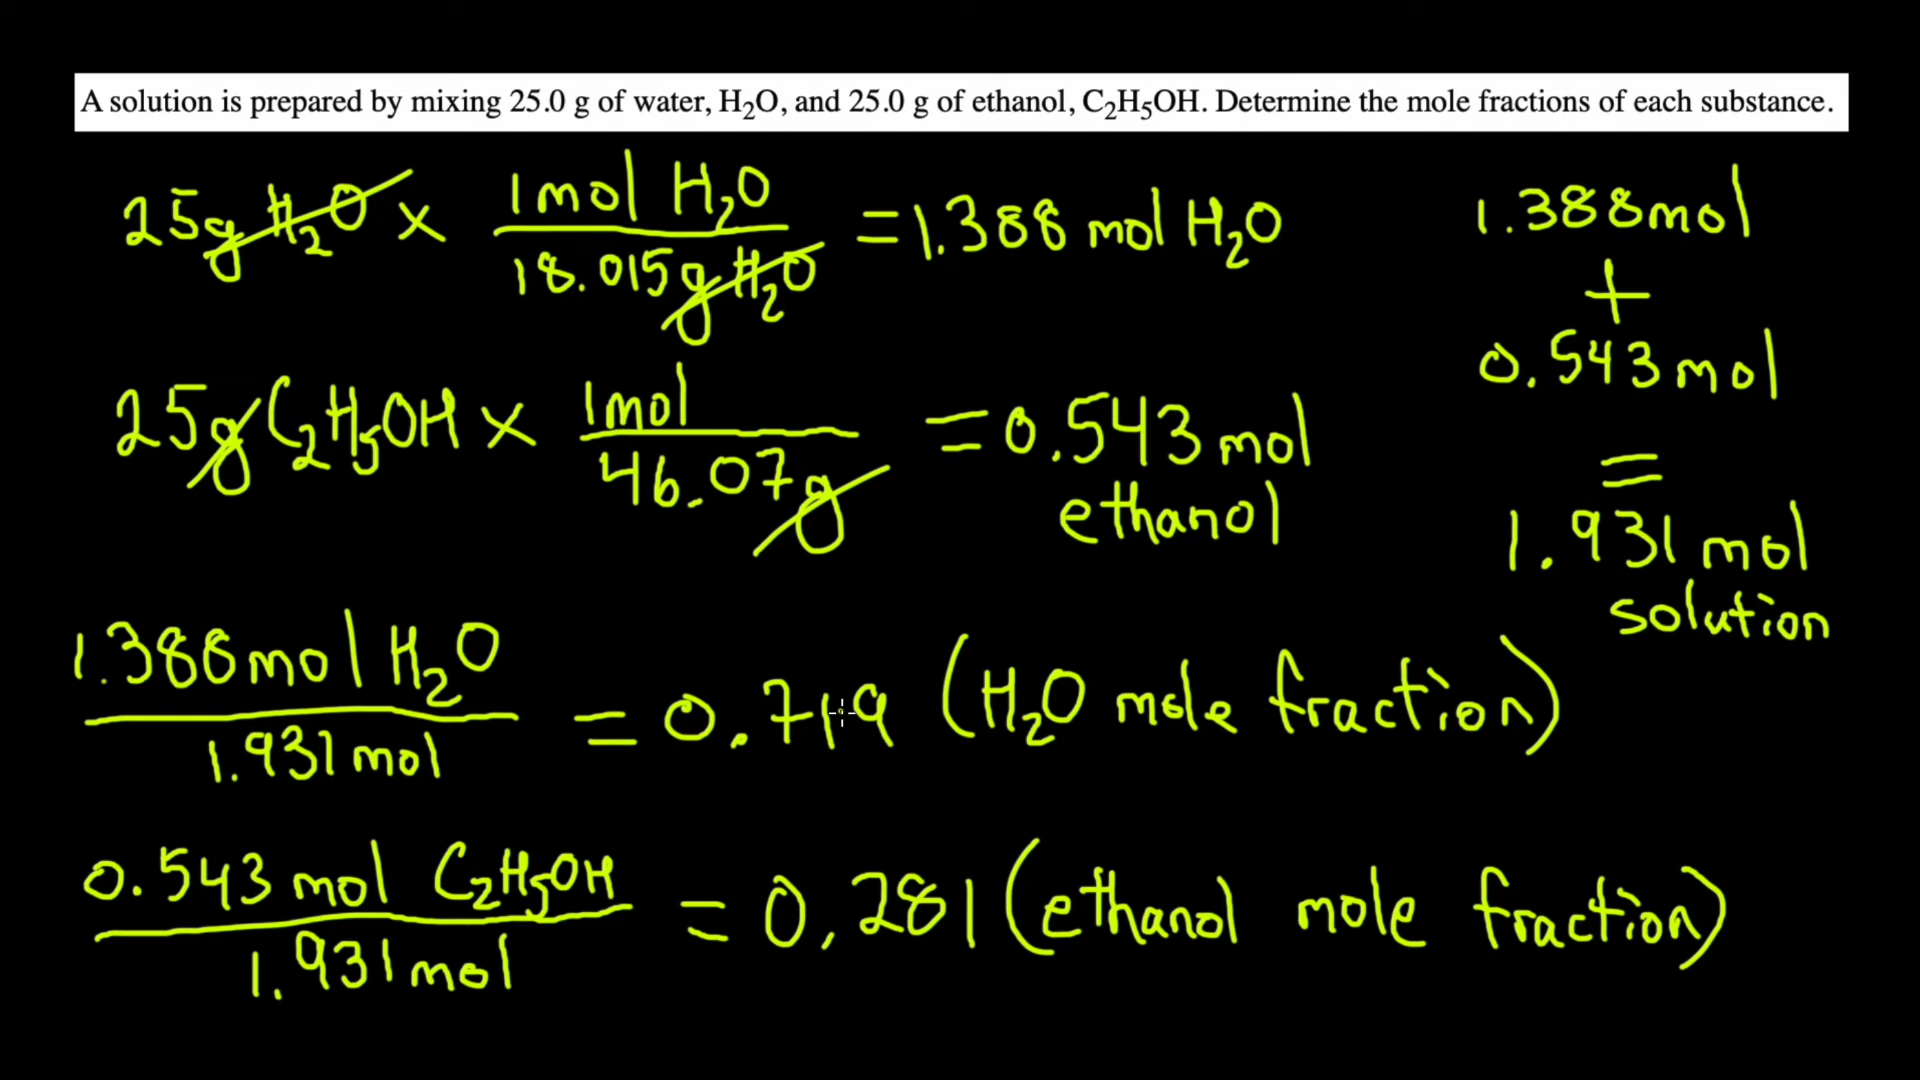 A solution is prepared by mixing 25.0 g of water, H₂O, and 25.0 g of ethanol, C₂H₅OH. Determine the mole fractions of each substance.
25g H₂O × 1mol H₂O / 18.015g H₂O = 1.388 mol H₂O
25g C₂H₅OH × 1mol / 46.07g = 0.543 mol
ethanol
1.388mol
+
0.543mol
=
1.931 mol
solution
1.388mol H₂O / 1.931mol = 0.719 (H₂O mole fraction)
0.543 mol C₂H₅OH / 1.931mol = 0.281 (ethanol mole fraction)